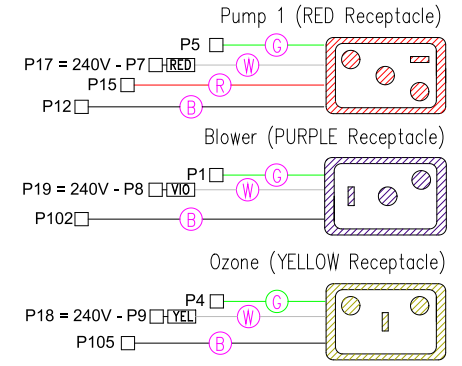 Pump 1 (RED Receptacle)
P5 G
P17 = 240V - P7 RED W
P15 R
P12 B
Blower (PURPLE Receptacle)
P1 G
P19 = 240V - P8 VIO W
P102 B
Ozone (YELLOW Receptacle)
P4 G
P18 = 240V - P9 YEL W
P105 B